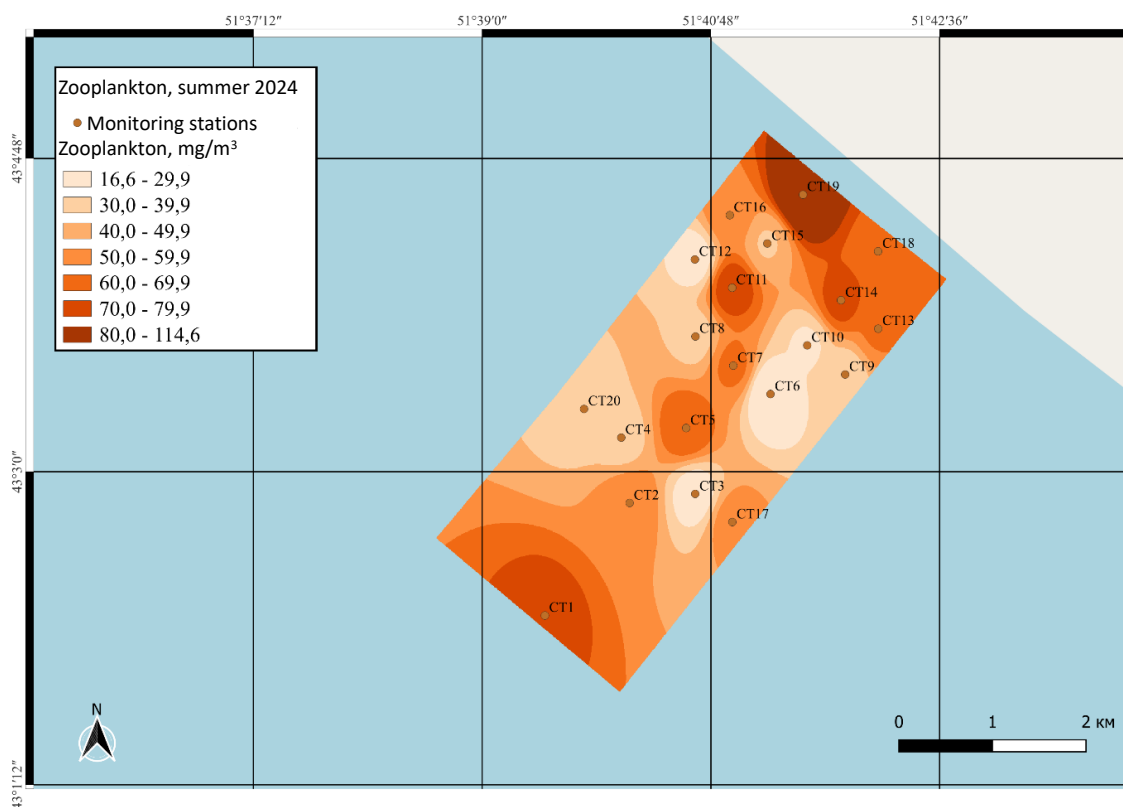 51°37'12" 51°39'0" 51°40'48" 51°42'36"
Zooplankton, summer 2024
Monitoring stations
Zooplankton, mg/m³
16,6 - 29,9
30,0 - 39,9
40,0 - 49,9
50,0 - 59,9
60,0 - 69,9
70,0 - 79,9
80,0 - 114,6
43°4'48"
43°3'0"
43°1'12"
CT19
CT16
CT15
CT18
CT12
CT11
CT14
CT13
CT8
CT10
CT7
CT9
CT6
CT20
CT5
CT4
CT3
CT2
CT17
CT1
N
0 1 2 км